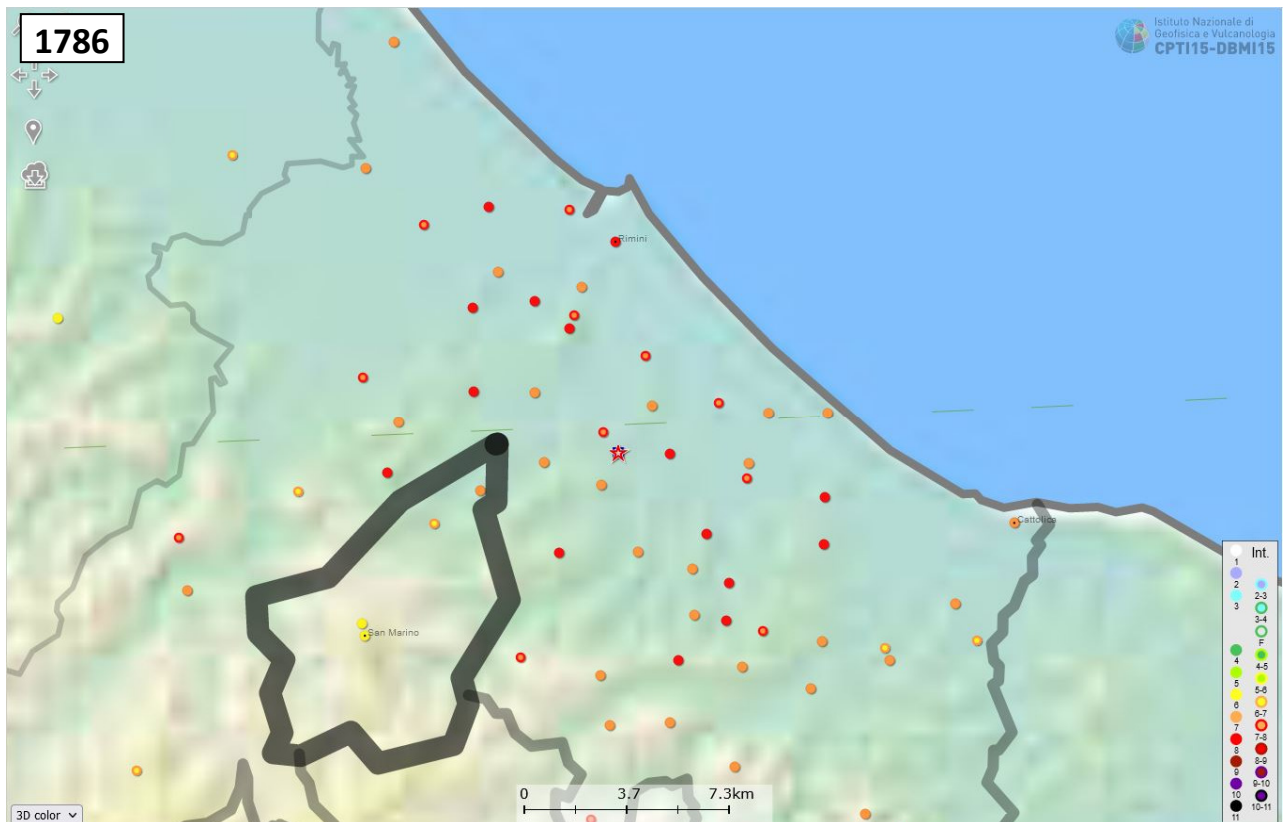 1786
Istituto Nazionale di
Geofisica e Vulcanologia
CPTI15-DBMI15
Rimini
Cattolica
San Marino
Int.
1
2
2-3
3
3-4
F
4
4-5
5
5-6
6
6-7
7
7-8
8
8-9
9
9-10
10
10-11
11
0 3.7 7.3km
3D color